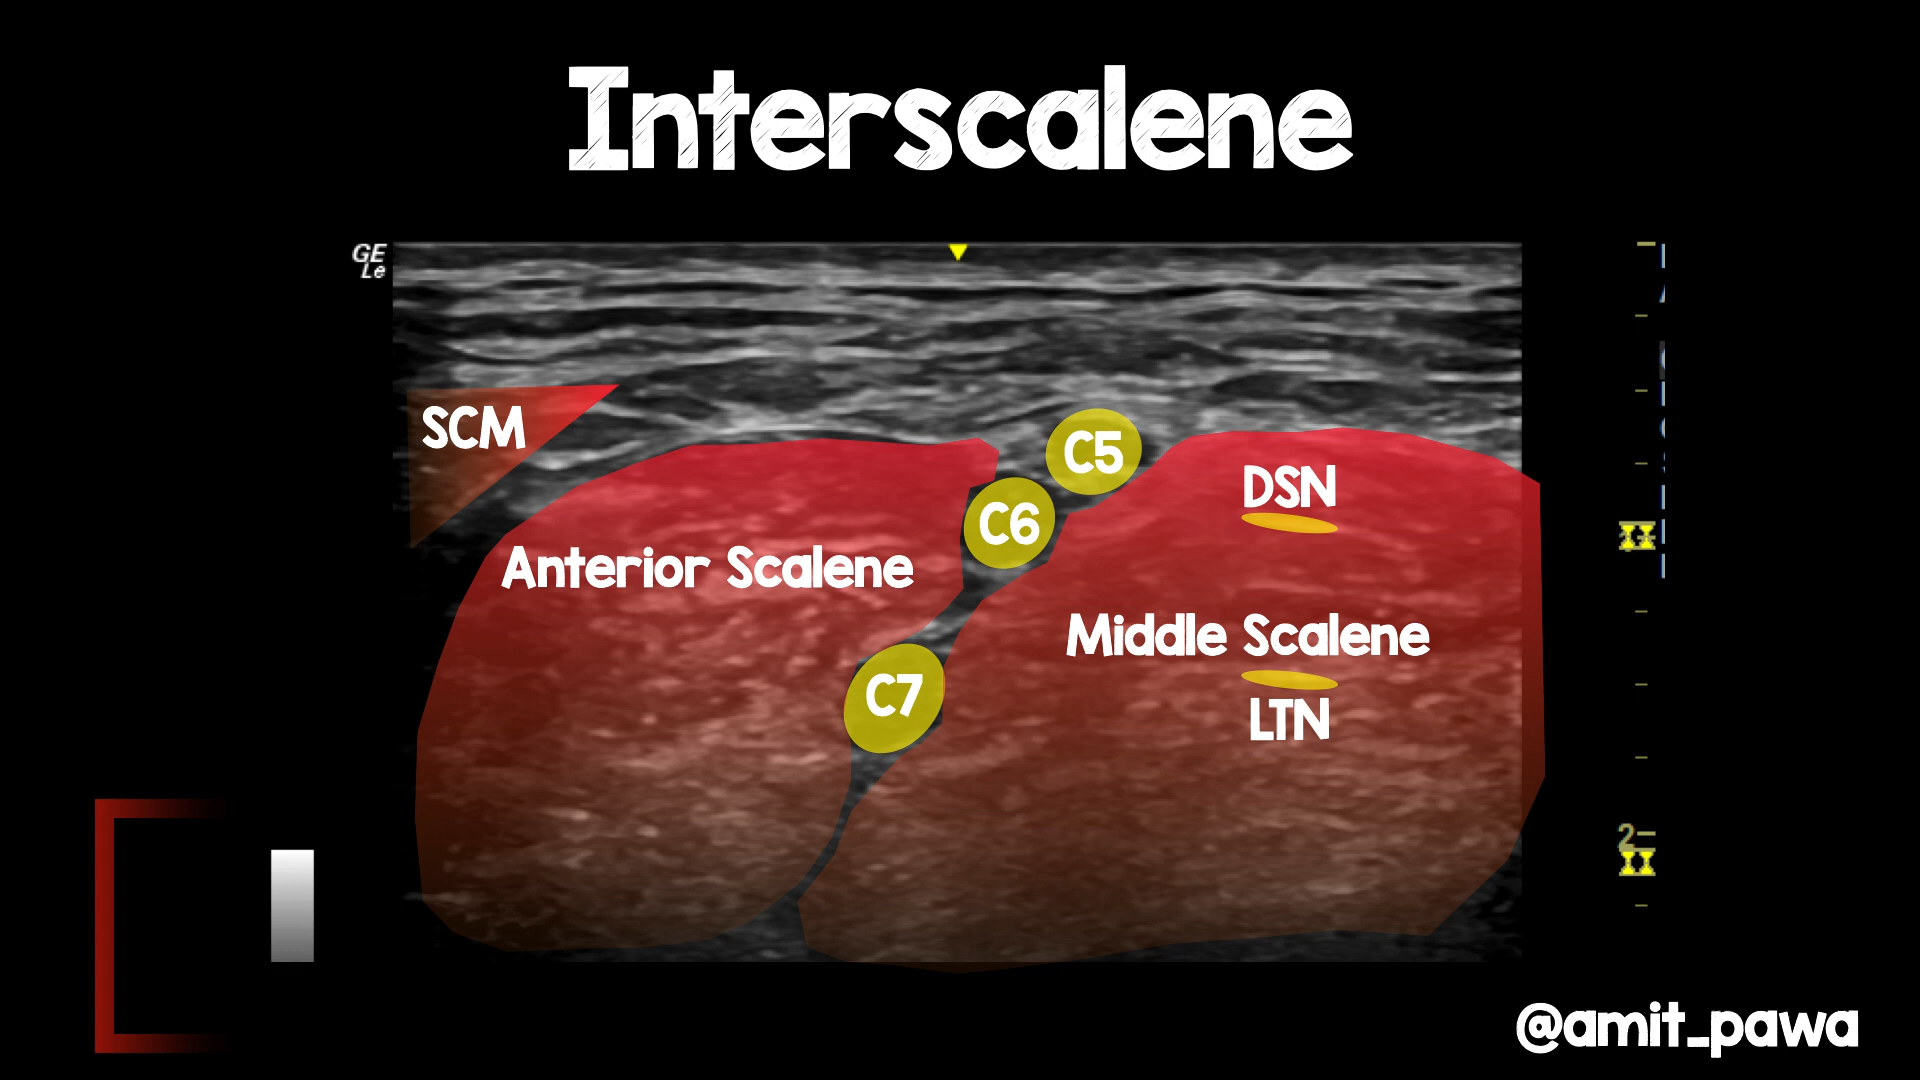 Interscalene
GE
Le
SCM
C5
C6
DSN
Anterior Scalene
Middle Scalene
C7
LTN
2
@amit_pawa